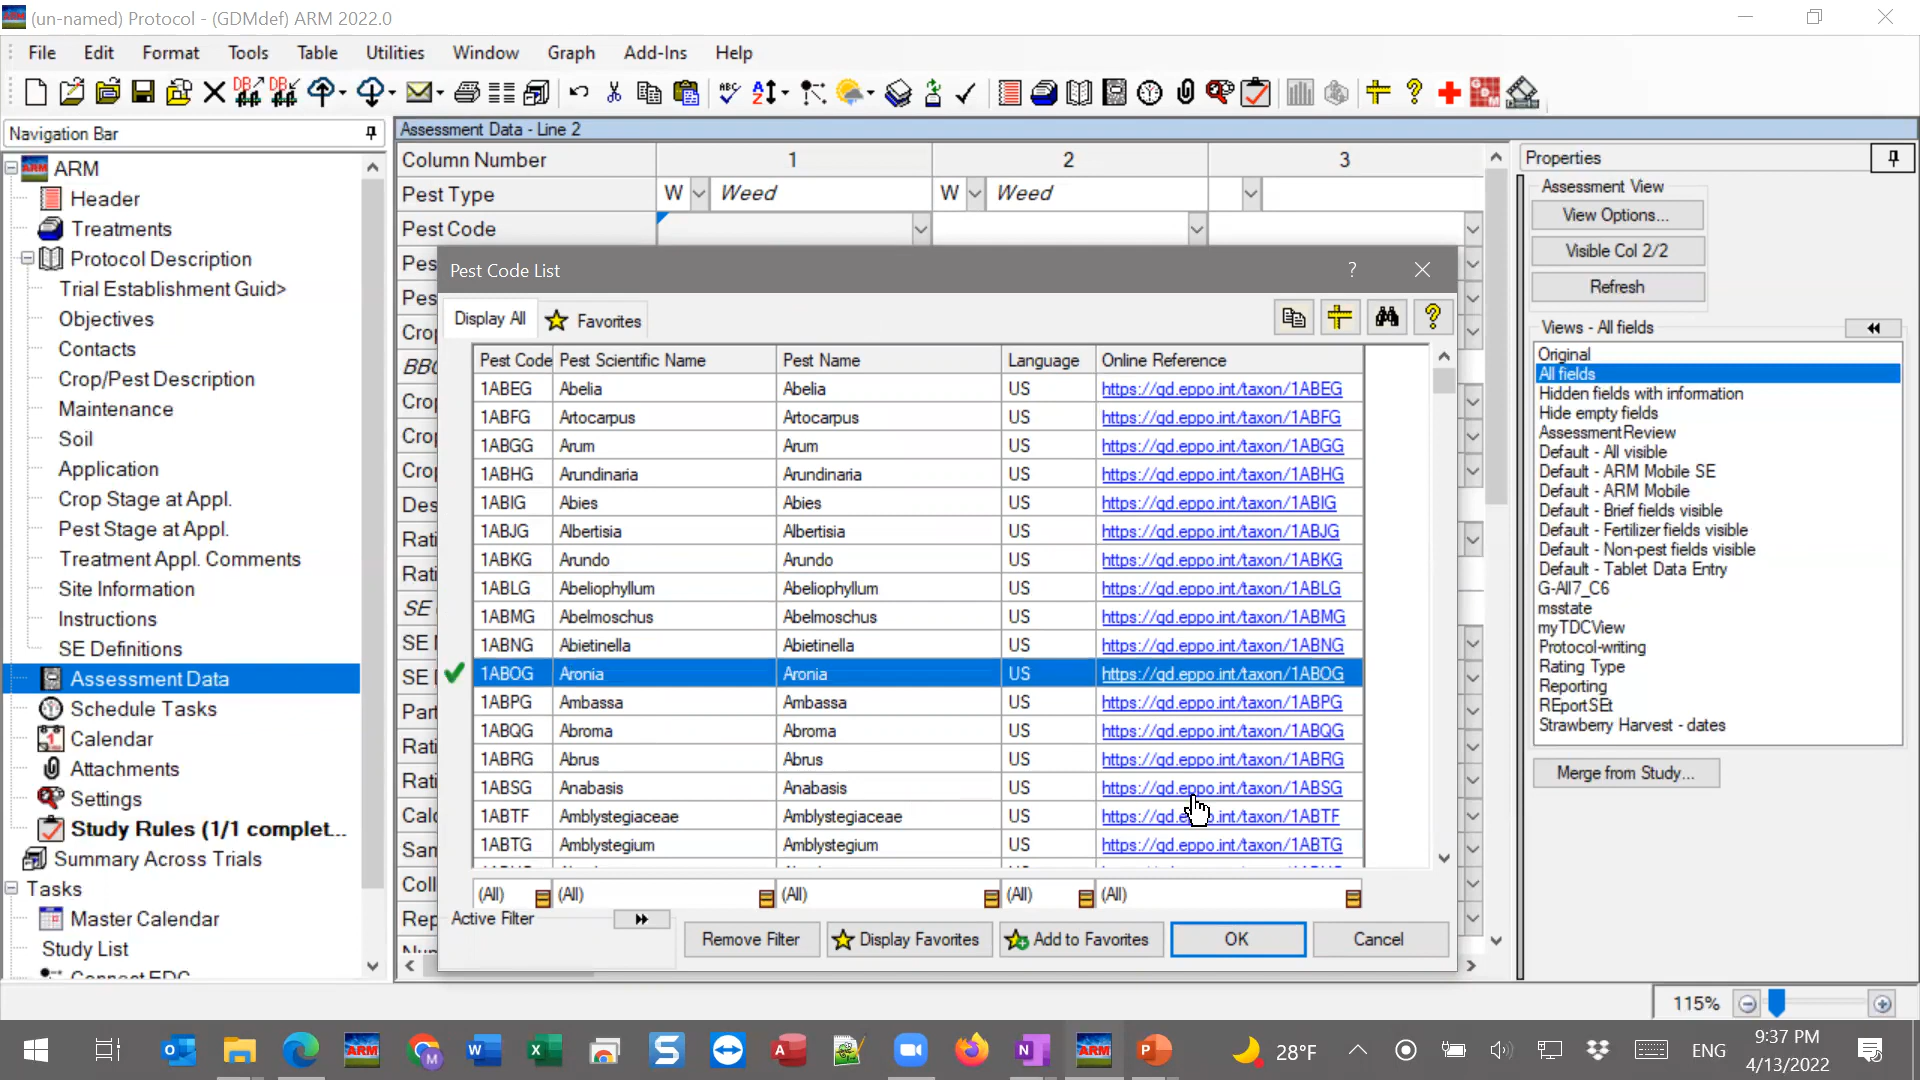 (un-named) Protocol - (GDMdef) ARM 2022.0
File Edit Format Tools Table Utilities Window Graph Add-Ins Help
Navigation Bar
ARM
Header
Treatments
Protocol Description
Trial Establishment Guid>
Objectives
Contacts
Crop/Pest Description
Maintenance
Soil
Application
Crop Stage at Appl.
Pest Stage at Appl.
Treatment Appl. Comments
Site Information
Instructions
SE Definitions
Assessment Data
Schedule Tasks
Calendar
Attachments
Settings
Study Rules (1/1 complet...
Summary Across Trials
Tasks
Master Calendar
Study List
Assessment Data - Line 2
Column Number 1 2 3
Pest Type W Weed W Weed
Pest Code
Pest Code List
Display All Favorites
Pest Code Pest Scientific Name Pest Name Language Online Reference
1ABEG Abelia Abelia US https://gd.eppo.int/taxon/1ABEG
1ABFG Artocarpus Artocarpus US https://gd.eppo.int/taxon/1ABFG
1ABGG Arum Arum US https://gd.eppo.int/taxon/1ABGG
1ABHG Arundinaria Arundinaria US https://gd.eppo.int/taxon/1ABHG
1ABIG Abies Abies US https://gd.eppo.int/taxon/1ABIG
1ABJG Albertisia Albertisia US https://gd.eppo.int/taxon/1ABJG
1ABKG Arundo Arundo US https://gd.eppo.int/taxon/1ABKG
1ABLG Abeliophyllum Abeliophyllum US https://gd.eppo.int/taxon/1ABLG
1ABMG Abelmoschus Abelmoschus US https://gd.eppo.int/taxon/1ABMG
1ABNG Abietinella Abietinella US https://gd.eppo.int/taxon/1ABNG
1ABOG Aronia Aronia US https://gd.eppo.int/taxon/1ABOG
1ABPG Ambassa Ambassa US https://gd.eppo.int/taxon/1ABPG
1ABQG Abroma Abroma US https://gd.eppo.int/taxon/1ABQG
1ABRG Abrus Abrus US https://gd.eppo.int/taxon/1ABRG
1ABSG Anabasis Anabasis US https://gd.eppo.int/taxon/1ABSG
1ABTF Amblystegiaceae Amblystegiaceae US https://gd.eppo.int/taxon/1ABTF
1ABTG Amblystegium Amblystegium US https://gd.eppo.int/taxon/1ABTG
(All) (All) (All) (All) (All)
Active Filter
Remove Filter Display Favorites Add to Favorites OK Cancel
Properties
Assessment View
View Options...
Visible Col 2/2
Refresh
Views - All fields
Original
All fields
Hidden fields with information
Hide empty fields
AssessmentReview
Default - All visible
Default - ARM Mobile SE
Default - ARM Mobile
Default - Brief fields visible
Default - Fertilizer fields visible
Default - Non-pest fields visible
Default - Tablet Data Entry
G-All7_C6
msstate
myTDCView
Protocol-writing
Rating Type
Reporting
REportSEt
Strawberry Harvest - dates
Merge from Study...
115%
28°F ENG 9:37 PM
4/13/2022